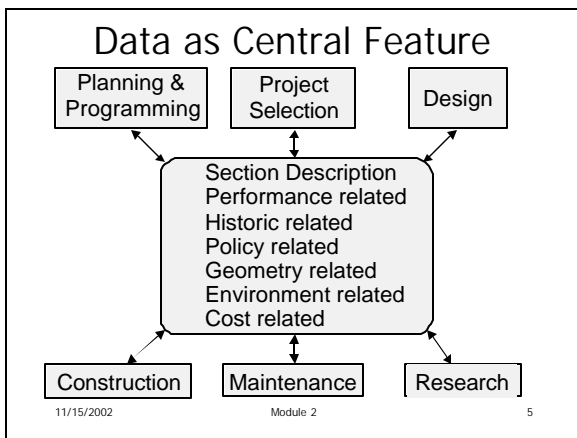 Data as Central Feature
Planning &
Programming
Project
Selection
Design
Section Description
Performance related
Historic related
Policy related
Geometry related
Environment related
Cost related
Construction
Maintenance
Research
11/15/2002
Module 2
5